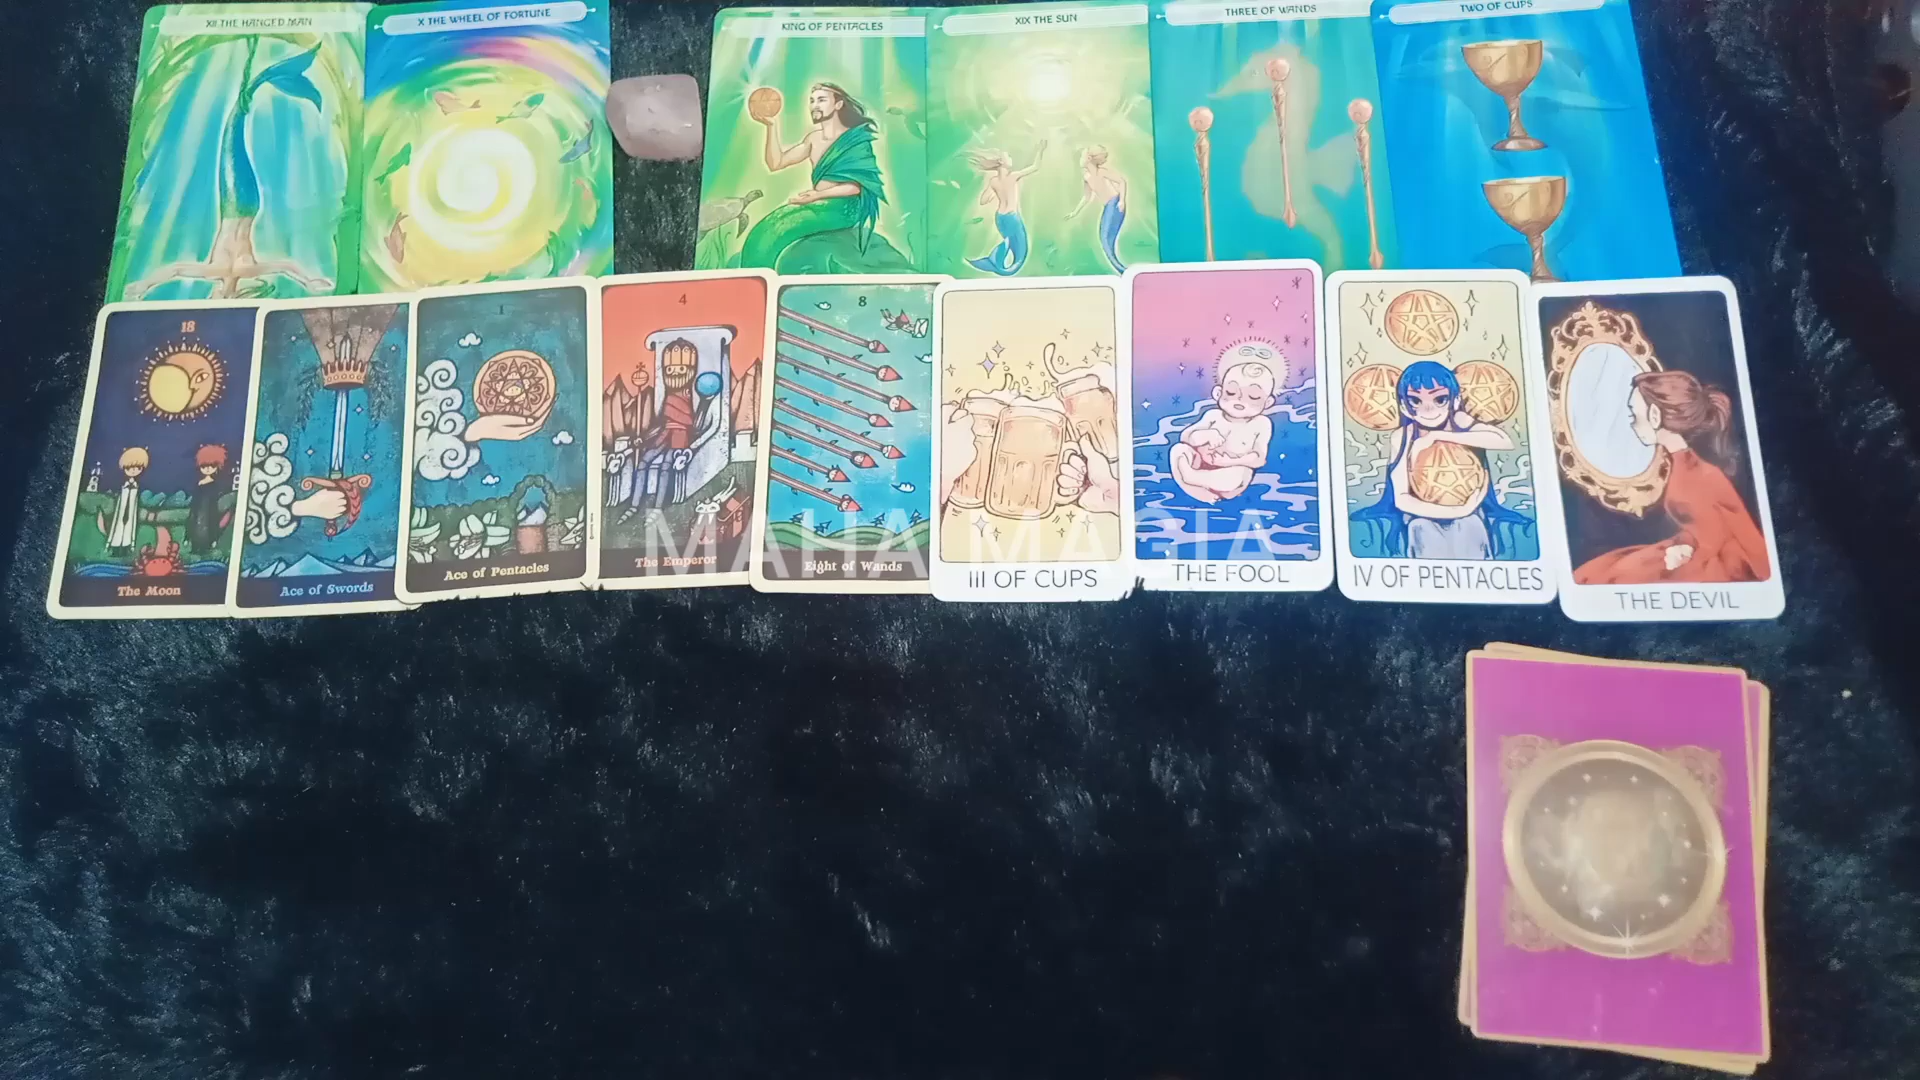 XII THE HANGED MAN
X THE WHEEL OF FORTUNE
KING OF PENTACLES
XIX THE SUN
THREE OF WANDS
TWO OF CUPS
18
The Moon
Ace of Swords
1
Ace of Pentacles
4
The Emperor
8
Eight of Wands
III OF CUPS
THE FOOL
IV OF PENTACLES
THE DEVIL
MAHA MAGIA